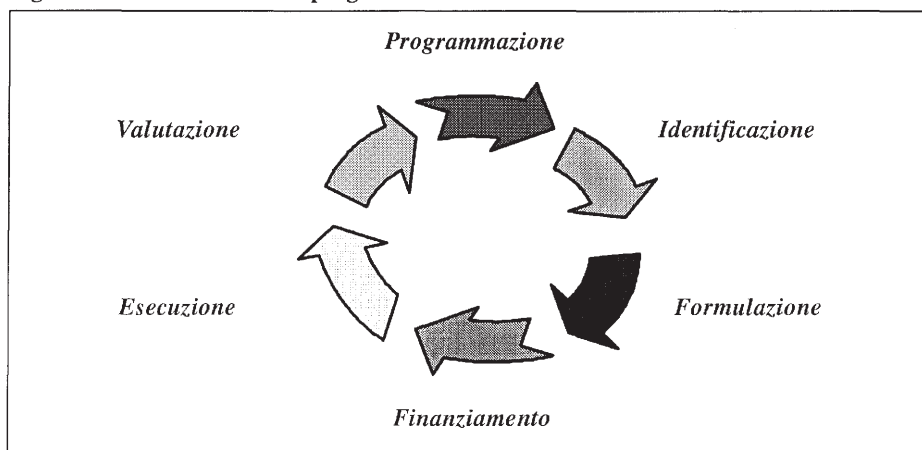 Programmazione
Valutazione
Identificazione
Esecuzione
Formulazione
Finanziamento